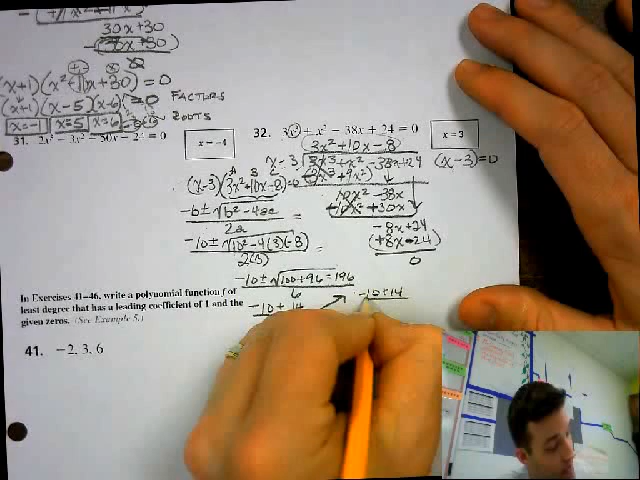 30x+30
(30x+30)
x+1)(x²-11x+30)=0
(x+1)(x-5)(x-6)=0 FACTORS
x=-1 x=5 x=6 ROOTS
31. 2x³ - 3x² - 50x - 24 = 0
x = -4
32. 3x³ + x² - 38x + 24 = 0
x = 3
3x²+10x-8
x-3 3x³+x²-38x+24
(x-3)=0
(x-3)(3x²+10x-8)=0
10x²-38x
-b±√b²-4ac =
2a
-8x+24
(+8x-24)
0
-10±√10²-4(3)(-8) =
2(3)
-10±√100+96=196
6
-10±14
-10+14
In Exercises 41–46, write a polynomial function f of
least degree that has a leading coefficient of 1 and the
given zeros. (See Example 5.)
41. −2, 3, 6